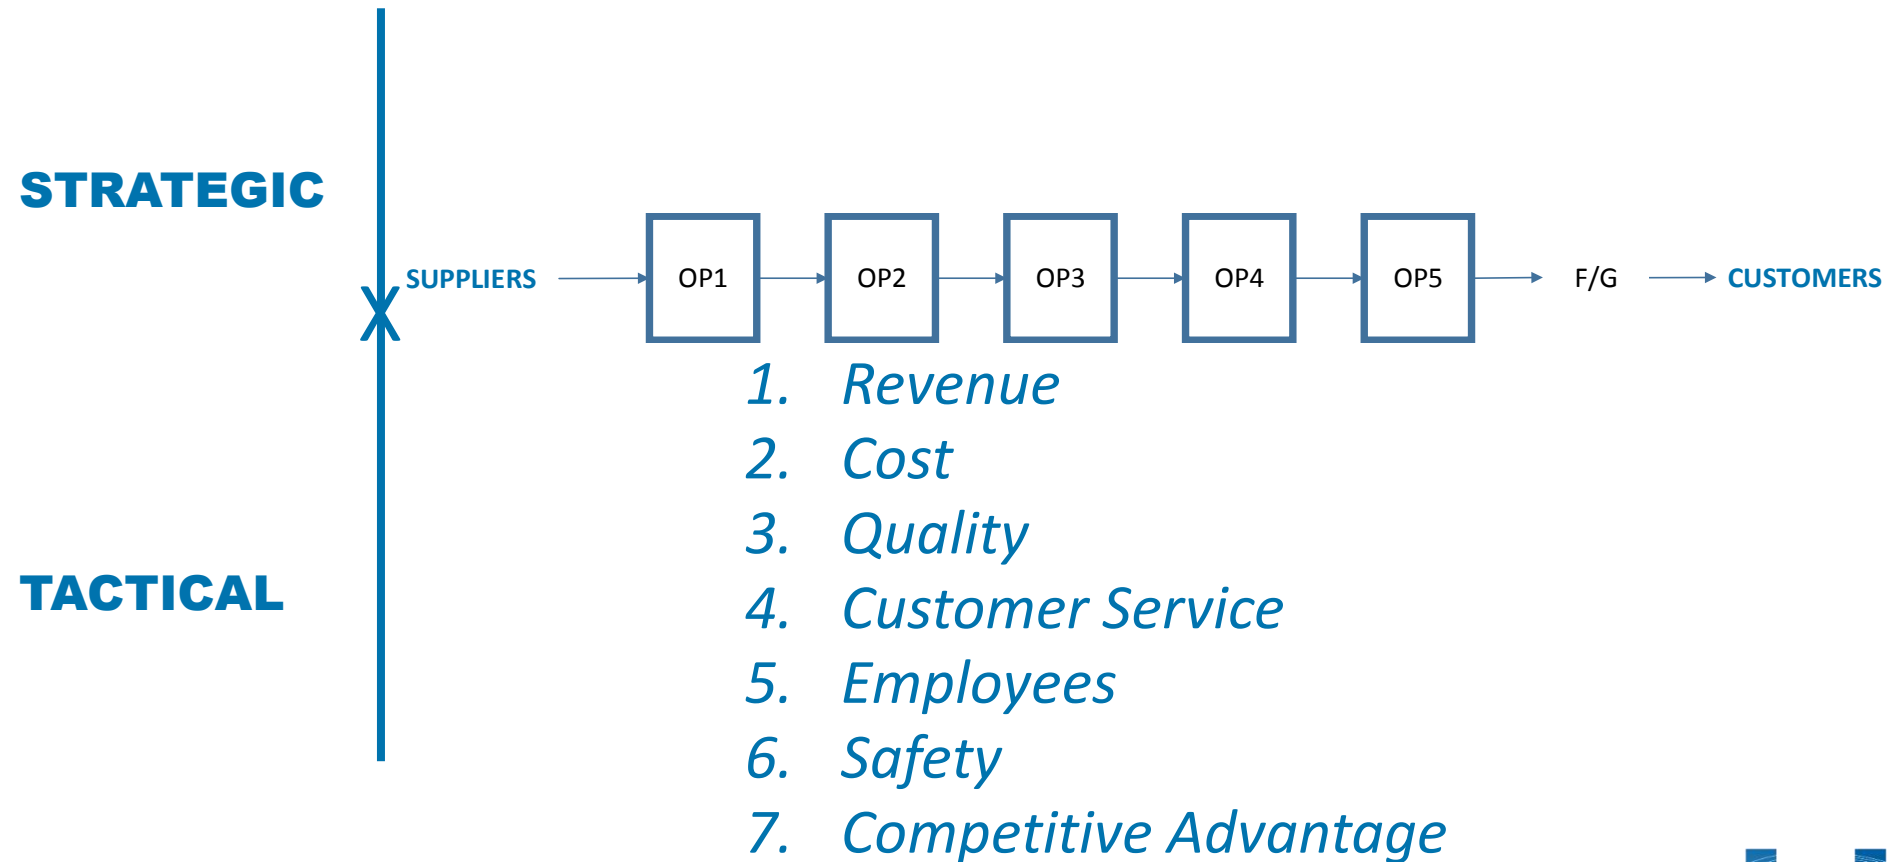 STRATEGIC
SUPPLIERS OP1 OP2 OP3 OP4 OP5 F/G CUSTOMERS
X
1. Revenue
2. Cost
3. Quality
TACTICAL
4. Customer Service
5. Employees
6. Safety
7. Competitive Advantage